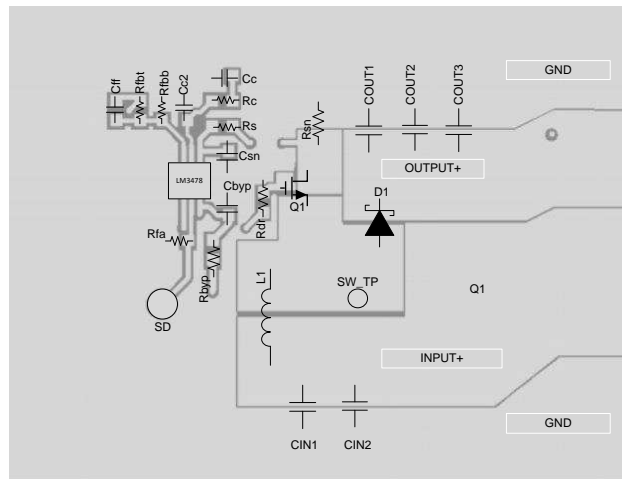 GND
COUT1
COUT2
COUT3
Cff
Rfbt
Rfbb
Cc2
Cc
Rc
Rs
Rsn
Csn
OUTPUT+
LM3478
Cbyp
D1
Q1
Rdr
Rfa
Rbyp
L1
SW_TP
Q1
SD
INPUT+
GND
CIN1
CIN2